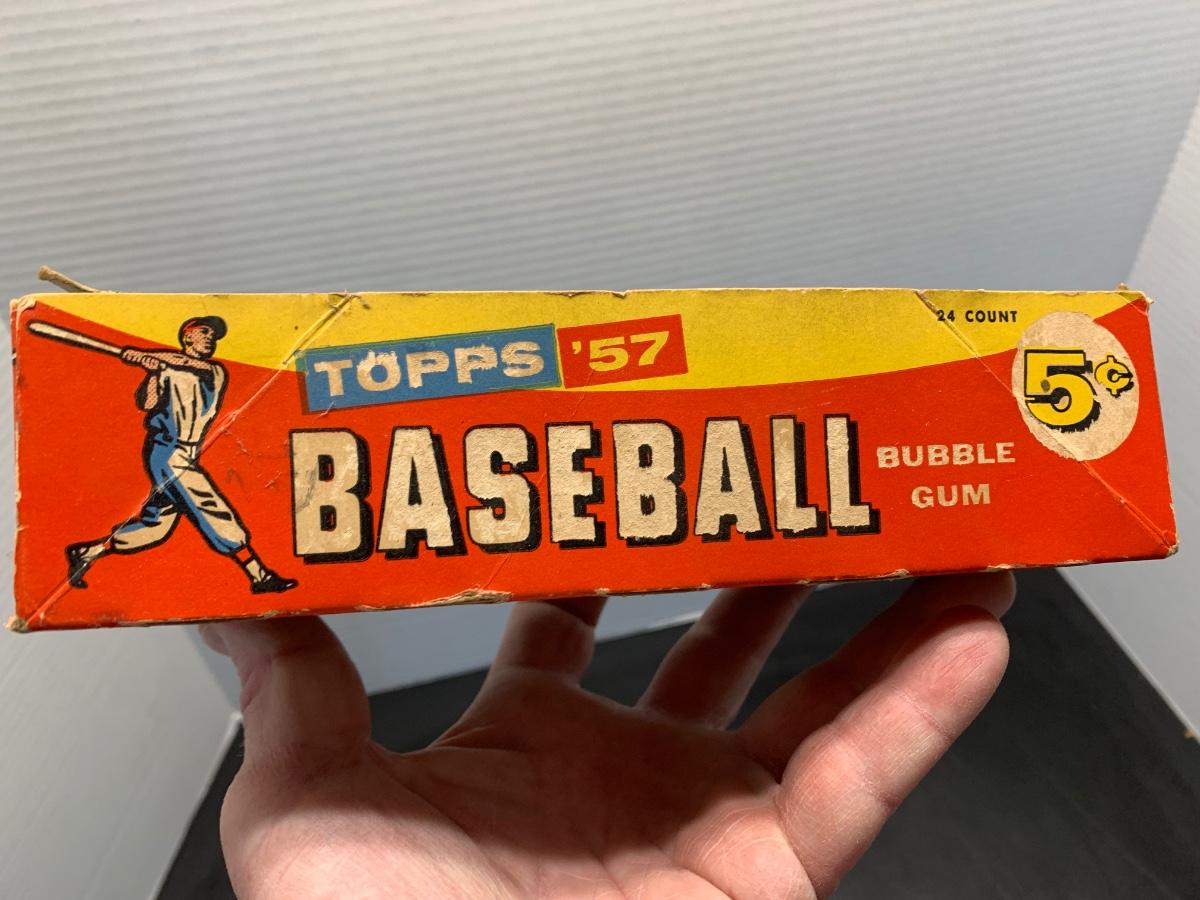 24 COUNT
TOPPS '57
5¢
BASEBALL
BUBBLE
GUM